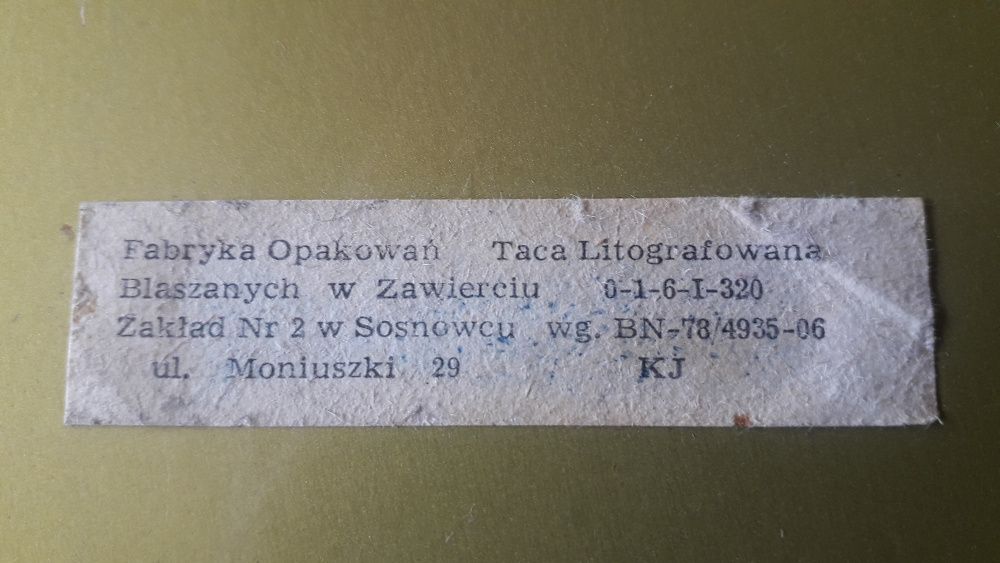 Fabryka Opakowań Taca Litografowana
Blaszanych w Zawierciu 0-1-6-I-320
Zakład Nr 2 w Sosnowcu wg. BN-78/4935-06
ul. Moniuszki 29 KJ